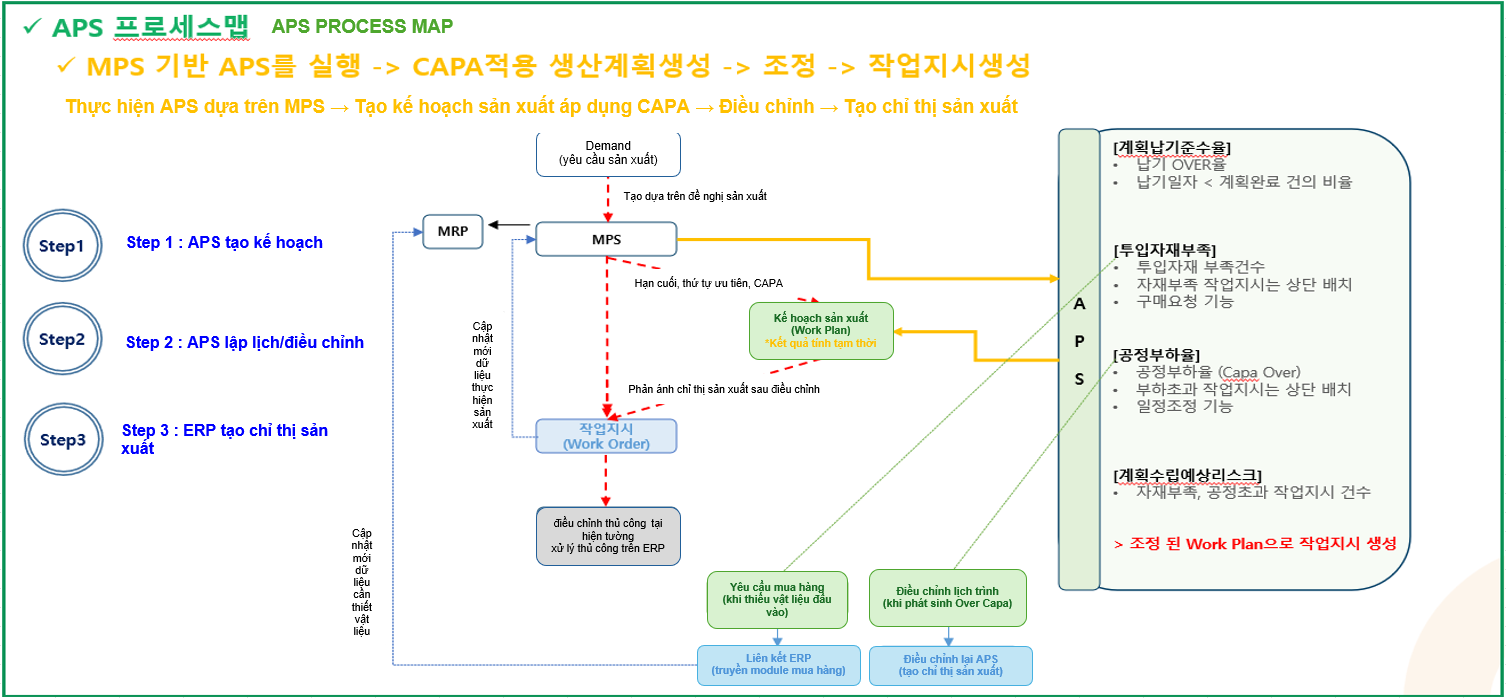 ✓ APS 프로세스맵 APS PROCESS MAP
✓ MPS 기반 APS를 실행 -> CAPA적용 생산계획생성 -> 조정 -> 작업지시생성
Thực hiện APS dựa trên MPS → Tạo kế hoạch sản xuất áp dụng CAPA → Điều chỉnh → Tạo chỉ thị sản xuất
Step1
Step 1 : APS tạo kế hoạch
Step2
Step 2 : APS lập lịch/điều chỉnh
Step3
Step 3 : ERP tạo chỉ thị sản
xuất
Demand
(yêu cầu sản xuất)
Tạo dựa trên đề nghị sản xuất
MRP
MPS
Hạn cuối, thứ tự ưu tiên, CAPA
Kế hoạch sản xuất
(Work Plan)
*Kết quả tính tạm thời
Cập
nhật
mới
dữ
liệu
thực
hiện
sản
xuất
Phản ánh chỉ thị sản xuất sau điều chỉnh
작업지시
(Work Order)
điều chỉnh thủ công tại
hiện tường
xử lý thủ công trên ERP
Cập
nhật
mới
dữ
liệu
cần
thiết
vật
liệu
Yêu cầu mua hàng
(khi thiếu vật liệu đầu
vào)
Điều chỉnh lịch trình
(khi phát sinh Over Capa)
Liên kết ERP
(truyền module mua hàng)
Điều chỉnh lại APS
(tạo chỉ thị sản xuất)
A
P
S
[계획납기준수율]
• 납기 OVER율
• 납기일자 < 계획완료 건의 비율
[투입자재부족]
• 투입자재 부족건수
• 자재부족 작업지시는 상단 배치
• 구매요청 기능
[공정부하율]
• 공정부하율 (Capa Over)
• 부하초과 작업지시는 상단 배치
• 일정조정 기능
[계획수립예상리스크]
• 자재부족, 공정초과 작업지시 건수
> 조정 된 Work Plan으로 작업지시 생성